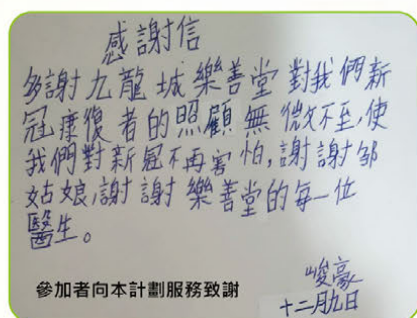 感謝信
多謝九龍城樂善堂對我們新
冠康復者的照顧無微不至,使
我們對新冠不再害怕,謝謝邹
姑娘,謝謝樂善堂的每一位
醫生。
峻豪
十二月九日
參加者向本計劃服務致謝